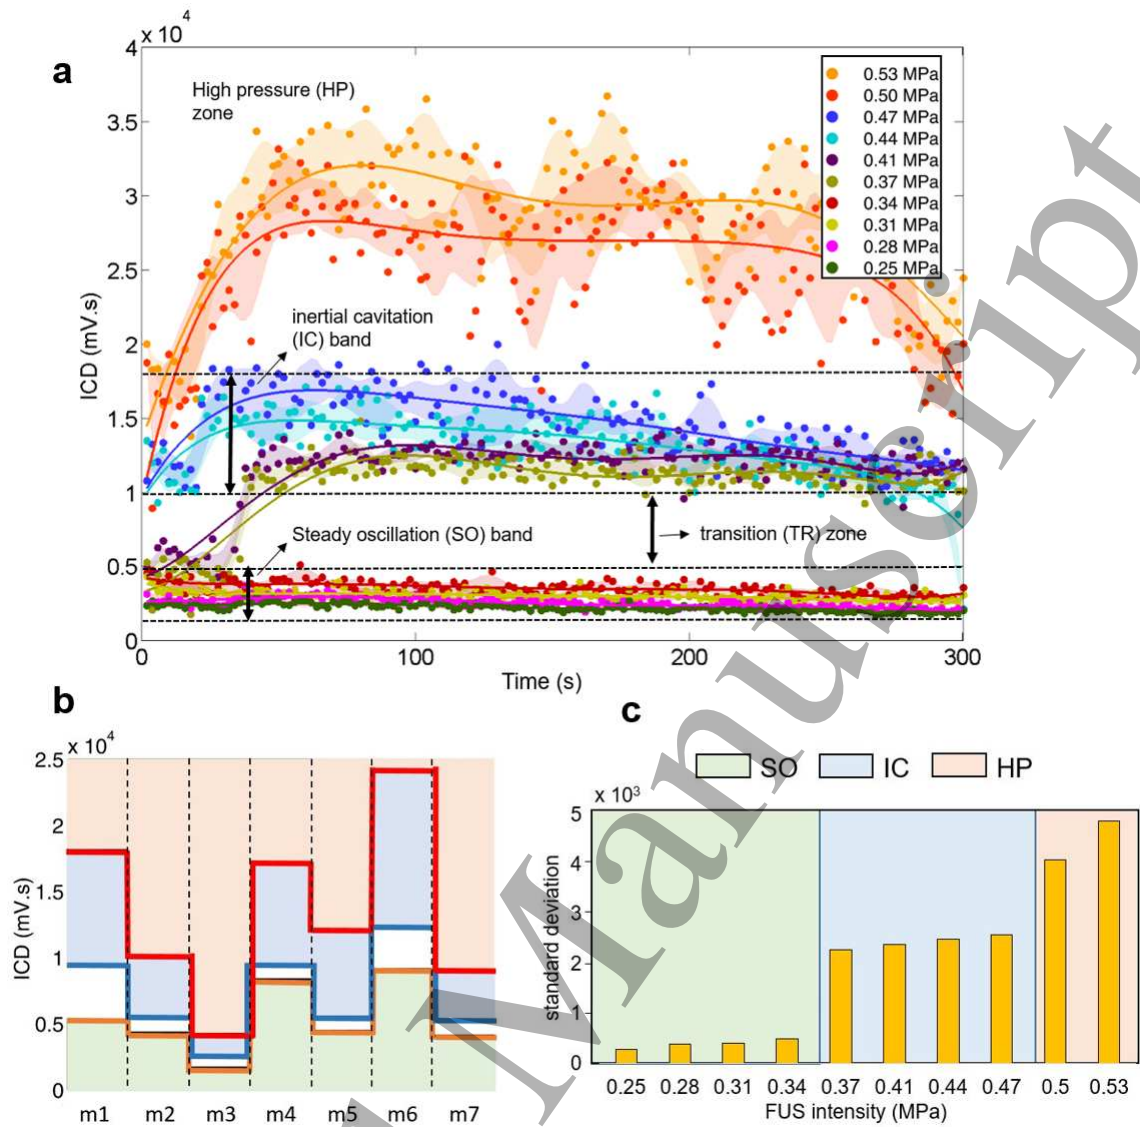 a
x 10⁴
High pressure (HP)
zone
0.53 MPa
0.50 MPa
0.47 MPa
0.44 MPa
0.41 MPa
0.37 MPa
0.34 MPa
0.31 MPa
0.28 MPa
0.25 MPa
4
3.5
3
2.5
2
1.5
1
0.5
0
ICD (mV.s)
inertial cavitation
(IC) band
Steady oscillation (SO) band
transition (TR) zone
0 100 200 300
Time (s)
b
x 10⁴
2.5
2
1.5
1
0.5
0
ICD (mV.s)
m1 m2 m3 m4 m5 m6 m7
c
SO IC HP
x 10³
5
4
3
2
1
0
standard deviation
0.25 0.28 0.31 0.34 0.37 0.41 0.44 0.47 0.5 0.53
FUS intensity (MPa)
Manuscript